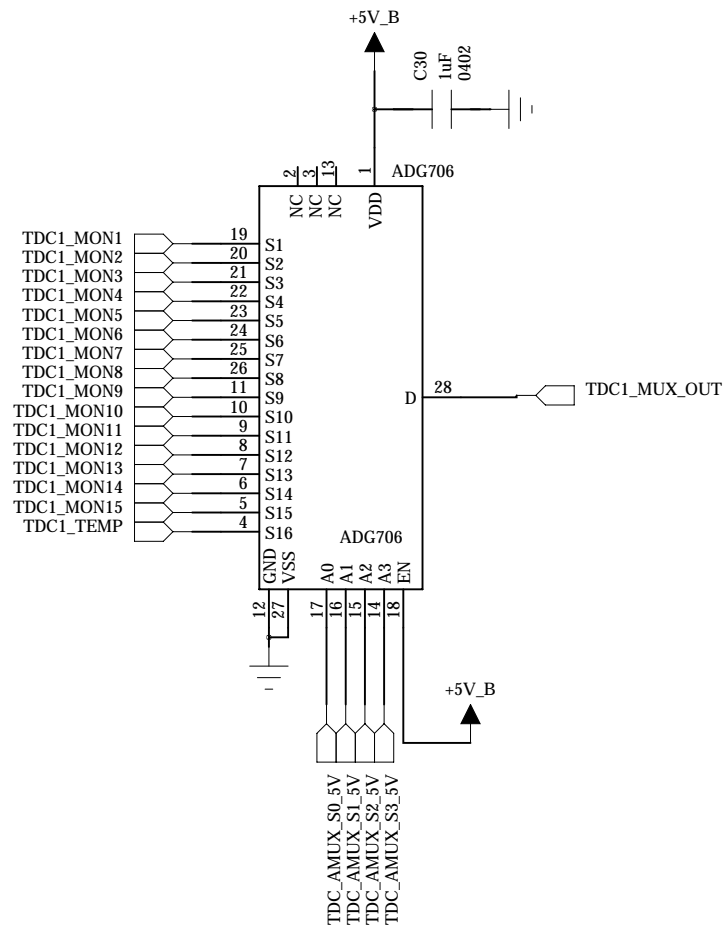 +5V_B
C30
1uF
0402
2
3
13
1
ADG706
NC
NC
NC
VDD
TDC1_MON1 19 S1
TDC1_MON2 20 S2
TDC1_MON3 21 S3
TDC1_MON4 22 S4
TDC1_MON5 23 S5
TDC1_MON6 24 S6
TDC1_MON7 25 S7
TDC1_MON8 26 S8
TDC1_MON9 11 S9
D 28 TDC1_MUX_OUT
TDC1_MON10 10 S10
TDC1_MON11 9 S11
TDC1_MON12 8 S12
TDC1_MON13 7 S13
TDC1_MON14 6 S14
TDC1_MON15 5 S15
TDC1_TEMP 4 S16
ADG706
GND
VSS
A0
A1
A2
A3
EN
12
27
17
16
15
14
18
+5V_B
TDC_AMUX_S0_5V
TDC_AMUX_S1_5V
TDC_AMUX_S2_5V
TDC_AMUX_S3_5V